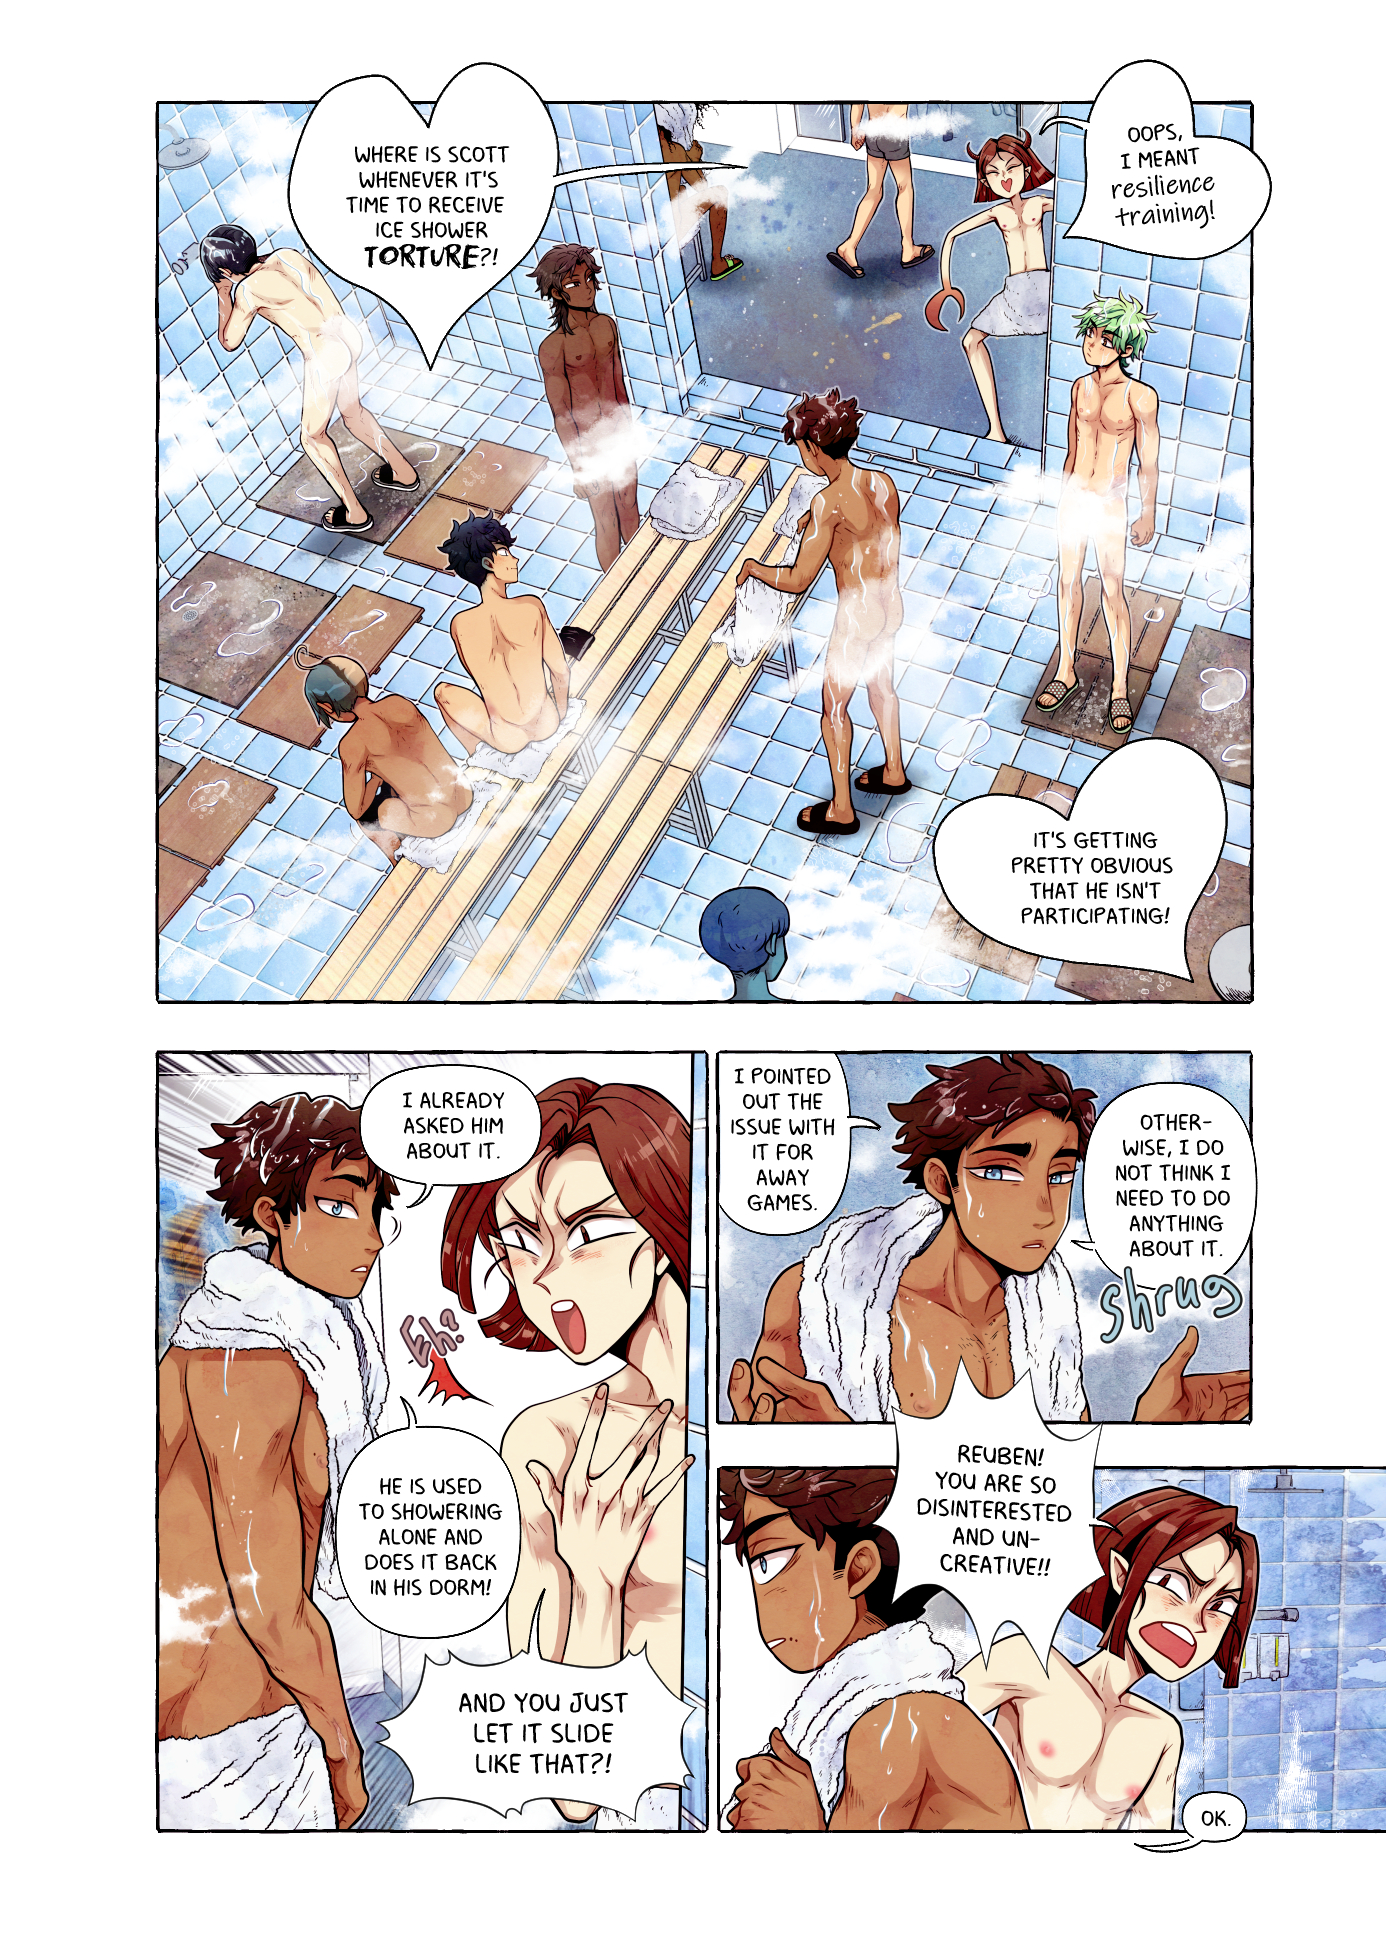 WHERE IS SCOTT
WHENEVER IT'S
TIME TO RECEIVE
ICE SHOWER
TORTURE?!
OOPS,
I MEANT
resilience
training!
IT'S GETTING
PRETTY OBVIOUS
THAT HE ISN'T
PARTICIPATING!
I ALREADY
ASKED HIM
ABOUT IT.
Eh?
HE IS USED
TO SHOWERING
ALONE AND
DOES IT BACK
IN HIS DORM!
AND YOU JUST
LET IT SLIDE
LIKE THAT?!
I POINTED
OUT THE
ISSUE WITH
IT FOR
AWAY
GAMES.
OTHER-
WISE, I DO
NOT THINK I
NEED TO DO
ANYTHING
ABOUT IT.
shrug
REUBEN!
YOU ARE SO
DISINTERESTED
AND UN-
CREATIVE!!
OK.